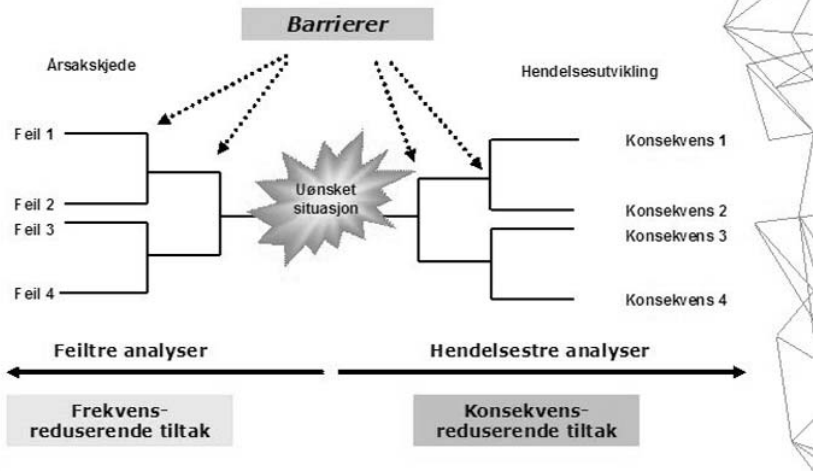 Barrierer
Årsakskjede
Hendelsesutvikling
Feil 1
Feil 2
Feil 3
Feil 4
Uønsket
situasjon
Konsekvens 1
Konsekvens 2
Konsekvens 3
Konsekvens 4
Feiltre analyser
Hendelsestre analyser
Frekvens-
reduserende tiltak
Konsekvens-
reduserende tiltak